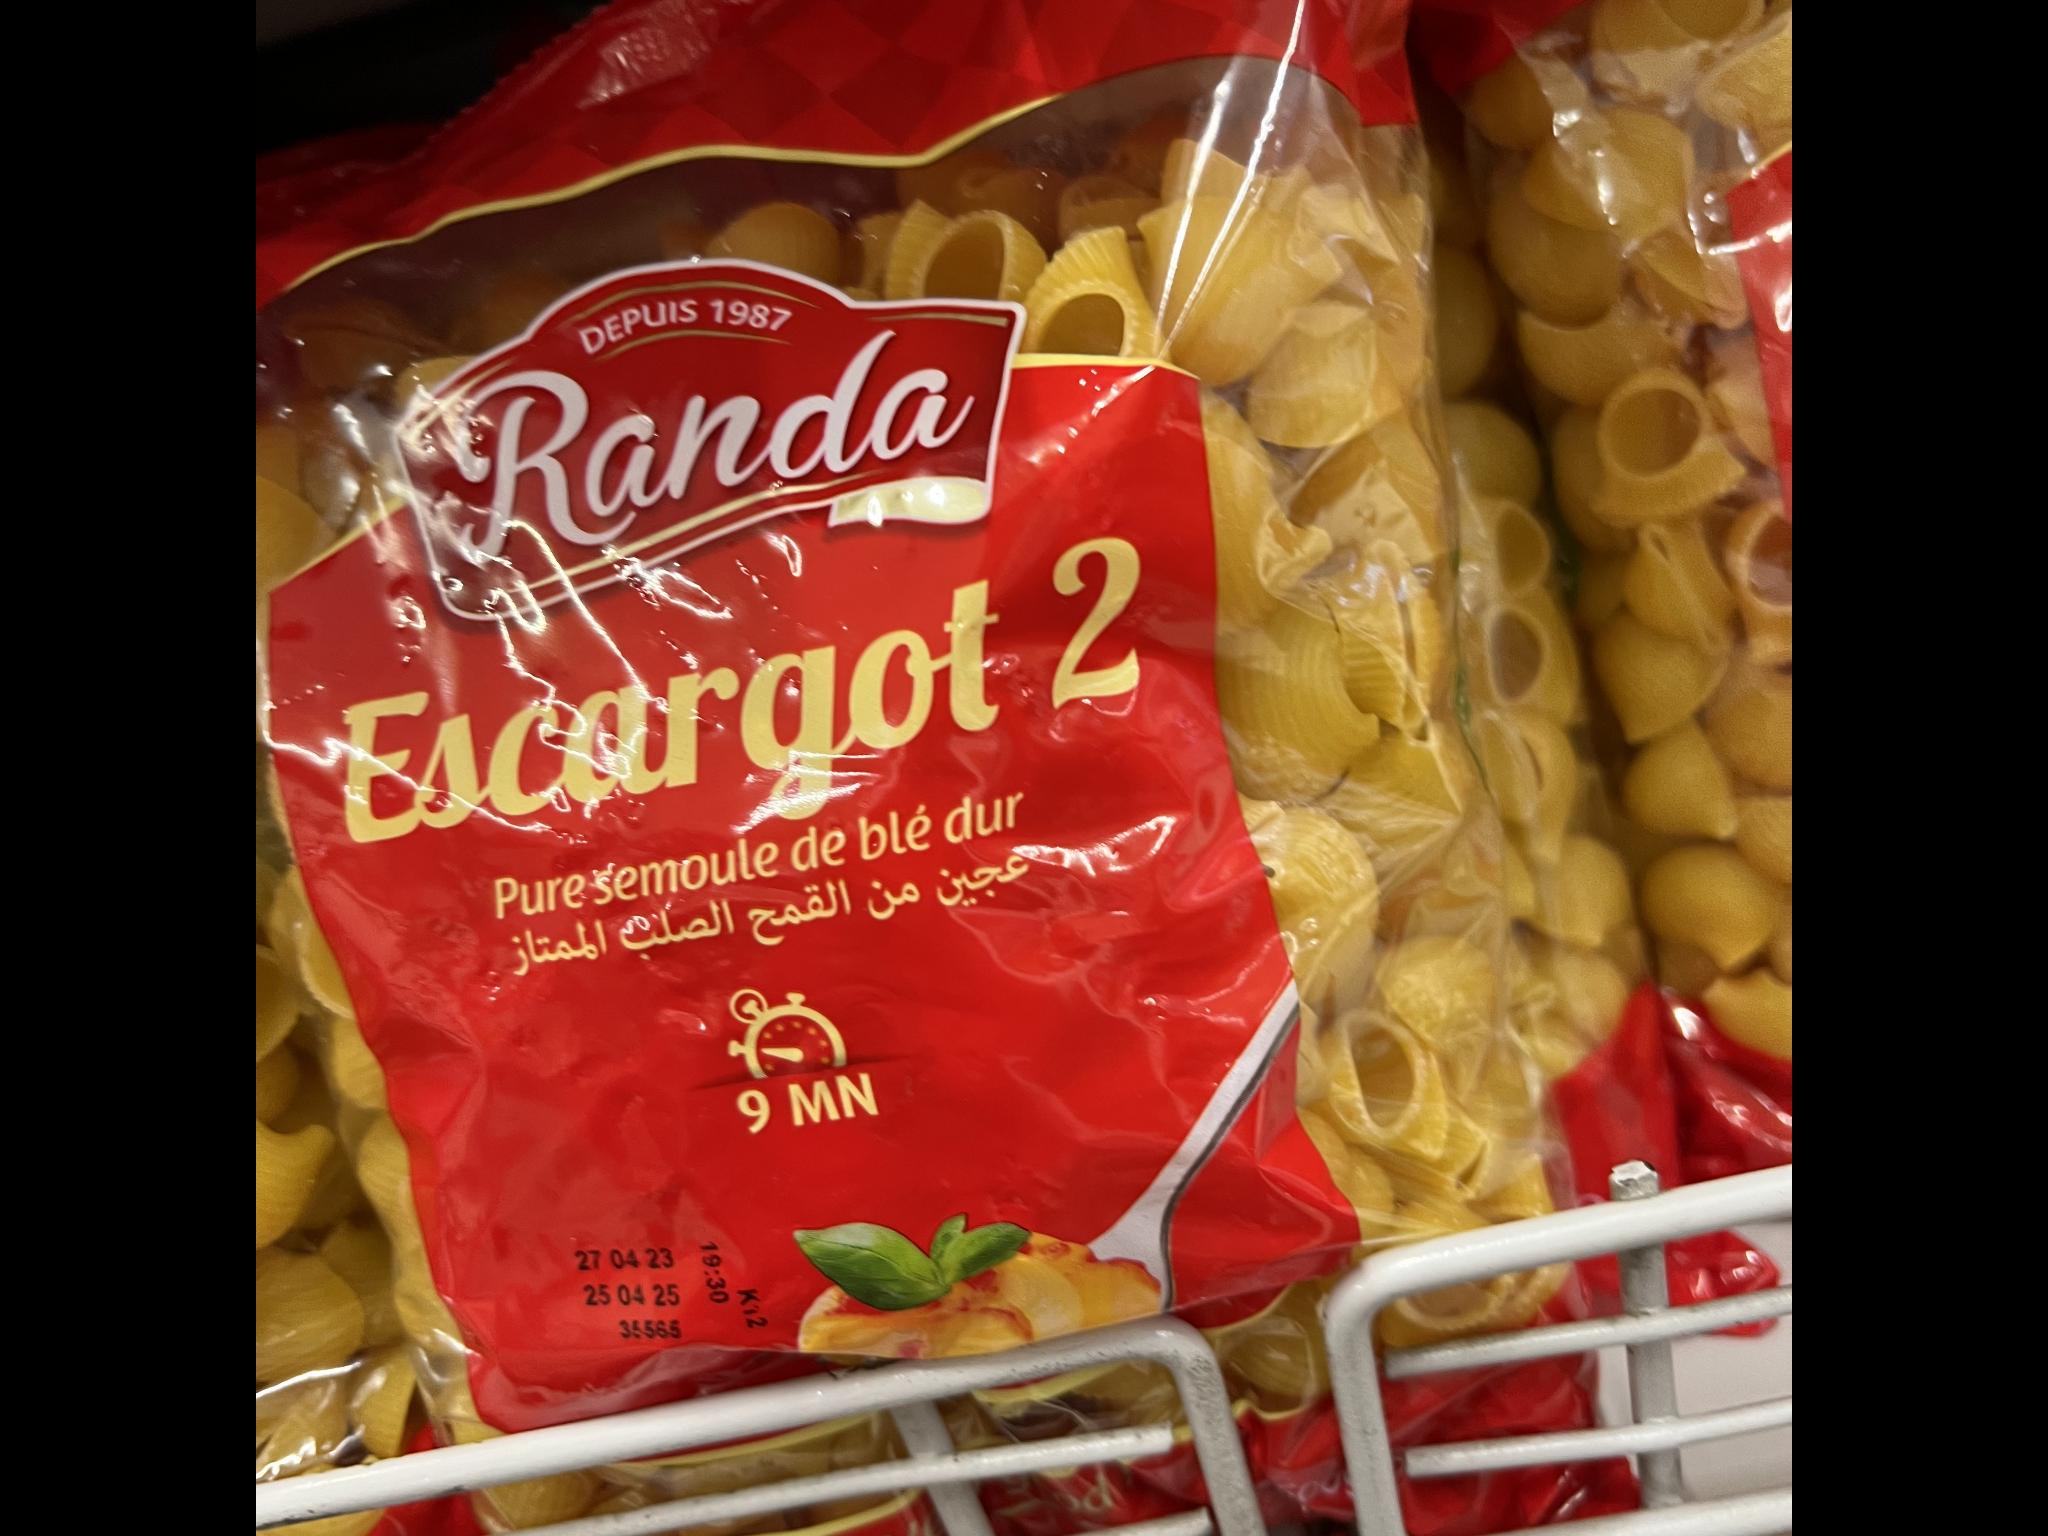 DEPUIS 1987
Randa
Escargot 2
Pure semoule de blé dur
عجين من القمح الصلب الممتاز
9 MN
27 04 23
25 04 25
35565
19:30
K12